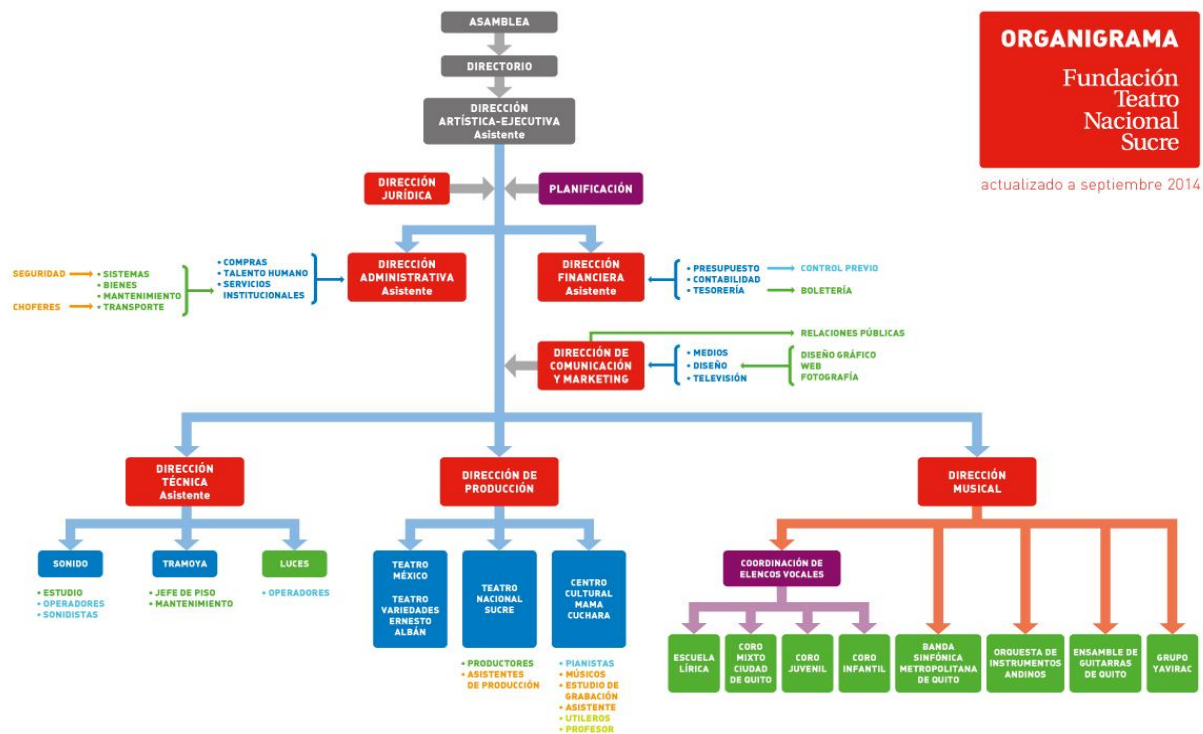 ASAMBLEA
DIRECTORIO
DIRECCIÓN
ARTÍSTICA-EJECUTIVA
Asistente
ORGANIGRAMA
Fundación
Teatro
Nacional
Sucre
actualizado a septiembre 2014
DIRECCIÓN
JURÍDICA
PLANIFICACIÓN
SEGURIDAD
CHOFERES
• SISTEMAS
• BIENES
• MANTENIMIENTO
• TRANSPORTE
• COMPRAS
• TALENTO HUMANO
• SERVICIOS
INSTITUCIONALES
DIRECCIÓN
ADMINISTRATIVA
Asistente
DIRECCIÓN
FINANCIERA
Asistente
• PRESUPUESTO
• CONTABILIDAD
• TESORERÍA
CONTROL PREVIO
BOLETERÍA
RELACIONES PÚBLICAS
DIRECCIÓN DE
COMUNICACIÓN
Y MARKETING
• MEDIOS
• DISEÑO
• TELEVISIÓN
DISEÑO GRÁFICO
WEB
FOTOGRAFÍA
DIRECCIÓN
TÉCNICA
Asistente
DIRECCIÓN DE
PRODUCCIÓN
DIRECCIÓN
MUSICAL
SONIDO
• ESTUDIO
• OPERADORES
• SONIDISTAS
TRAMOYA
• JEFE DE PISO
• MANTENIMIENTO
LUCES
• OPERADORES
TEATRO
MÉXICO
TEATRO
VARIEDADES
ERNESTO
ALBÁN
TEATRO
NACIONAL
SUCRE
• PRODUCTORES
• ASISTENTES
DE PRODUCCIÓN
CENTRO
CULTURAL
MAMA
CUCHARA
• PIANISTAS
• MÚSICOS
• ESTUDIO DE
GRABACIÓN
• ASISTENTE
• UTILEROS
• PROFESOR
COORDINACIÓN DE
ELENCOS VOCALES
ESCUELA
LÍRICA
CORO
MIXTO
CIUDAD
DE QUITO
CORO
JUVENIL
CORO
INFANTIL
BANDA
SINFÓNICA
METROPOLITANA
DE QUITO
ORQUESTA DE
INSTRUMENTOS
ANDINOS
ENSAMBLE DE
GUITARRAS
DE QUITO
GRUPO
YAVIRAC